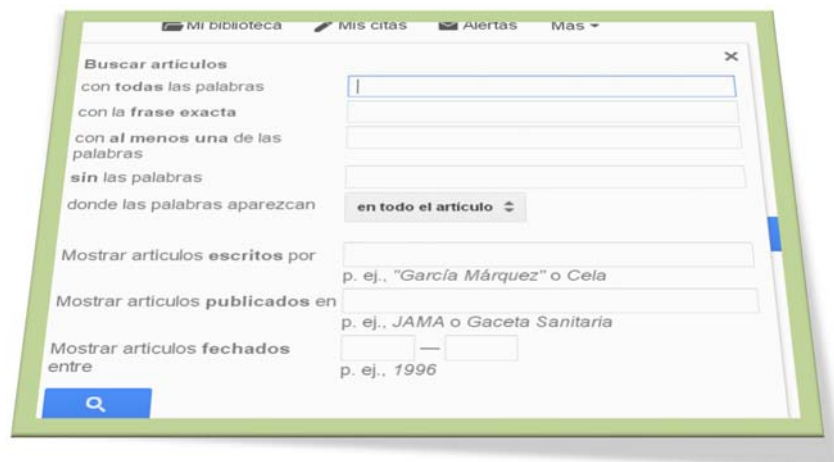 Mi biblioteca Mis citas Alertas Más
Buscar artículos
con todas las palabras
con la frase exacta
con al menos una de las
palabras
sin las palabras
donde las palabras aparezcan en todo el artículo
Mostrar artículos escritos por
p. ej., "García Márquez" o Cela
Mostrar artículos publicados en
p. ej., JAMA o Gaceta Sanitaria
Mostrar artículos fechados —
entre
p. ej., 1996